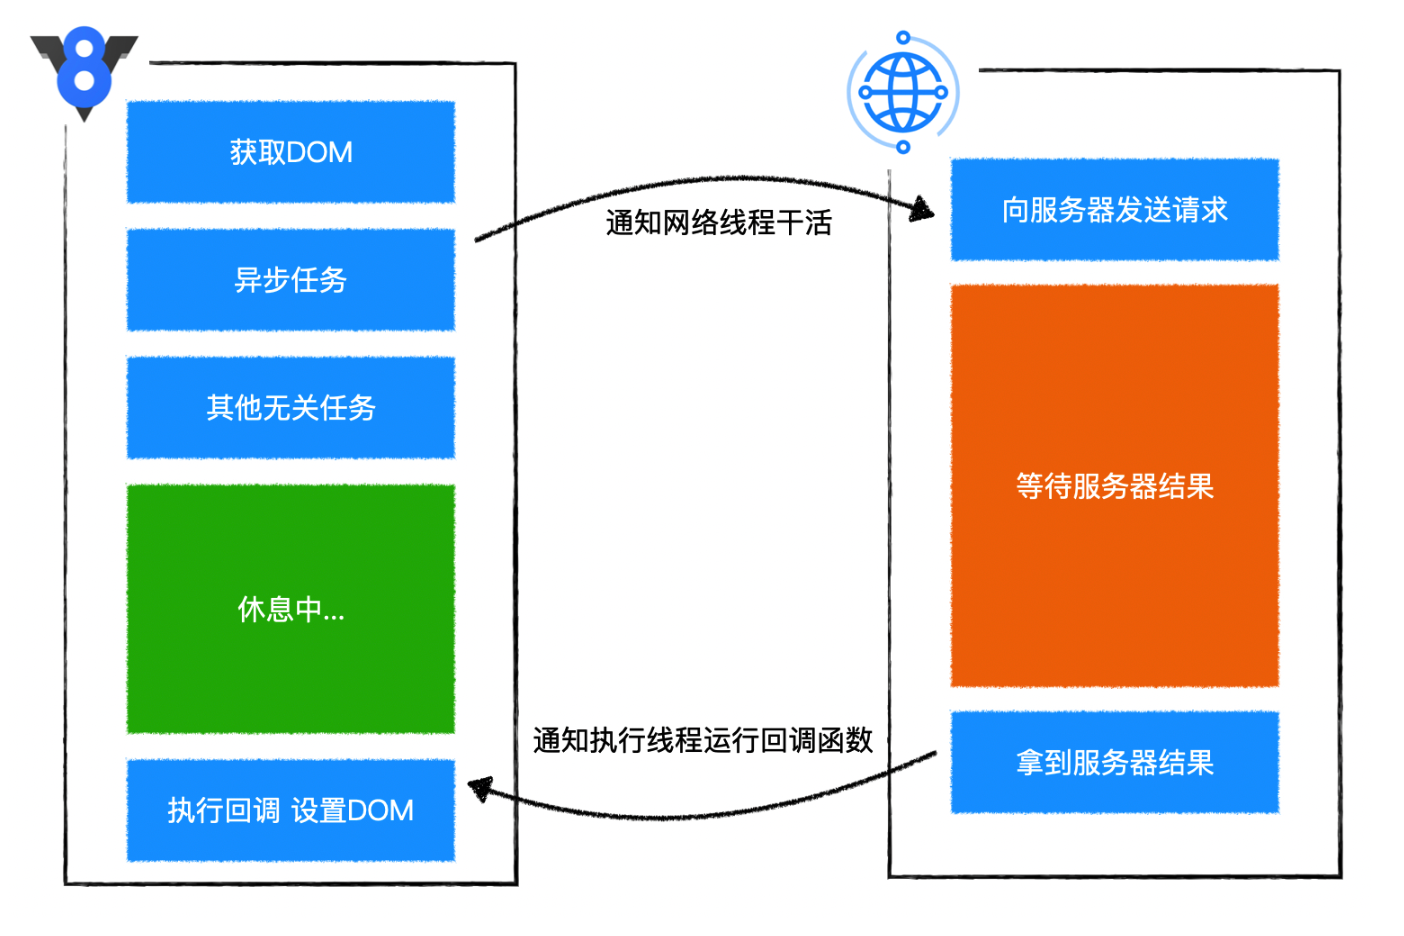 8
获取DOM
异步任务
其他无关任务
休息中...
执行回调 设置DOM
通知网络线程干活
通知执行线程运行回调函数
向服务器发送请求
等待服务器结果
拿到服务器结果